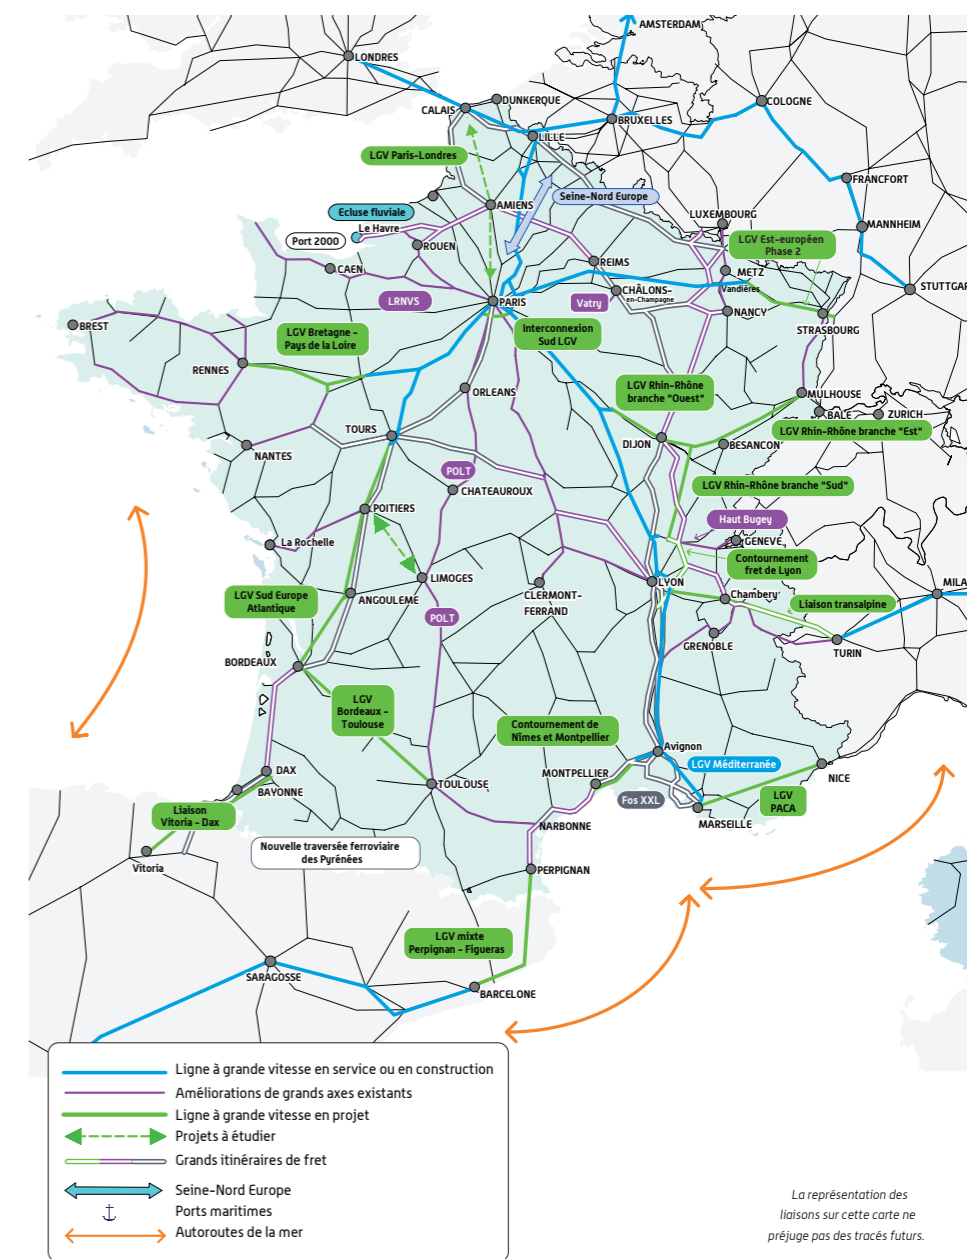 AMSTERDAM
LONDRES
COLOGNE
DUNKERQUE
CALAIS
BRUXELLES
LILLE
LGV Paris-Londres
FRANCFORT
Seine-Nord Europe
AMIENS
Ecluse fluviale
LUXEMBOURG
Le Havre
MANNHEIM
Port 2000
ROUEN
LGV Est-européen
Phase 2
REIMS
CAEN
METZ
Vandières
STUTTGAR
CHÂLONS-
en-Champagne
LRNVS
PARIS
Vatry
NANCY
BREST
STRASBOURG
LGV Bretagne -
Pays de la Loire
Interconnexion
Sud LGV
RENNES
LGV Rhin-Rhône
branche "Ouest"
ORLEANS
MULHOUSE
BALE
ZURICH
TOURS
LGV Rhin-Rhône branche "Est"
DIJON
BESANCON
NANTES
POLT
CHATEAUROUX
LGV Rhin-Rhône branche "Sud"
POITIERS
Haut Bugey
La Rochelle
GENEVE
Contournement
fret de Lyon
LIMOGES
LYON
MILA
LGV Sud Europe
Atlantique
ANGOULEME
CLERMONT-
FERRAND
Chambery
Liaison transalpine
POLT
GRENOBLE
TURIN
BORDEAUX
LGV
Bordeaux -
Toulouse
Contournement de
Nîmes et Montpellier
Avignon
LGV Méditerranée
DAX
MONTPELLIER
NICE
BAYONNE
TOULOUSE
Fos XXL
LGV
PACA
Liaison
Vitoria - Dax
NARBONNE
MARSEILLE
Nouvelle traversée ferroviaire
des Pyrénées
Vitoria
PERPIGNAN
LGV mixte
Perpignan - Figueras
SARAGOSSE
BARCELONE
Ligne à grande vitesse en service ou en construction
Améliorations de grands axes existants
Ligne à grande vitesse en projet
Projets à étudier
Grands itinéraires de fret
Seine-Nord Europe
Ports maritimes
Autoroutes de la mer
La représentation des
liaisons sur cette carte ne
préjuge pas des tracés futurs.